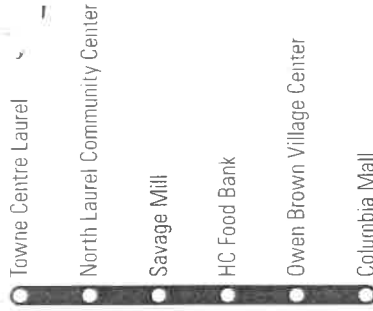 Towne Centre Laurel
North Laurel Community Center
Savage Mill
HC Food Bank
Owen Brown Village Center
Columbia Mall